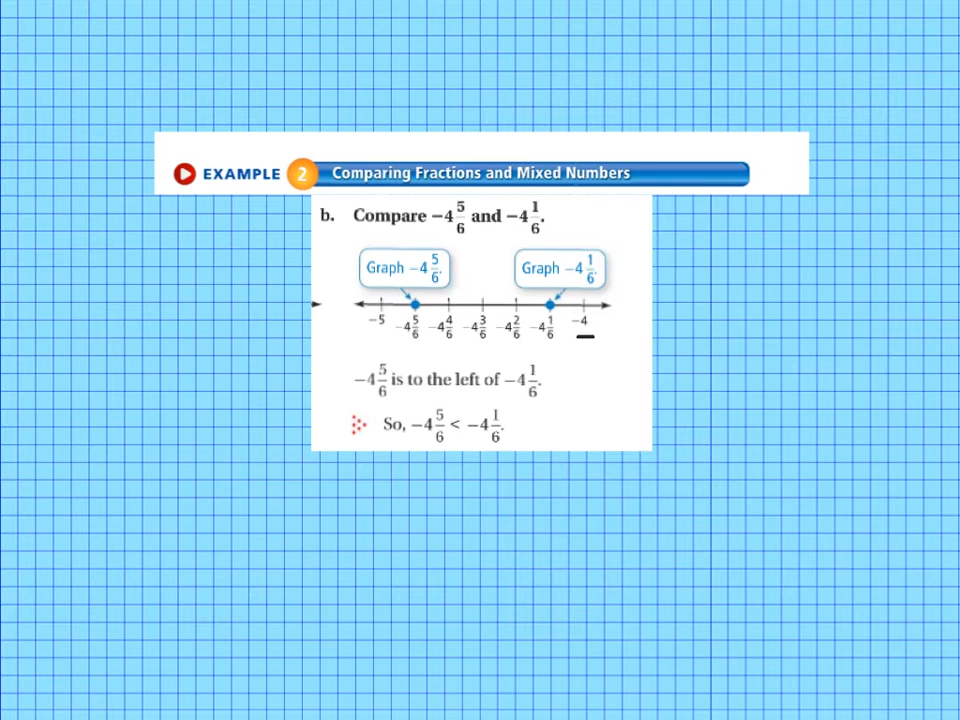 EXAMPLE 2 Comparing Fractions and Mixed Numbers
b. Compare −4 5/6 and −4 1/6.
Graph −4 5/6. Graph −4 1/6.
−5 −4 5/6 −4 4/6 −4 3/6 −4 2/6 −4 1/6 −4
−4 5/6 is to the left of −4 1/6.
So, −4 5/6 < −4 1/6.